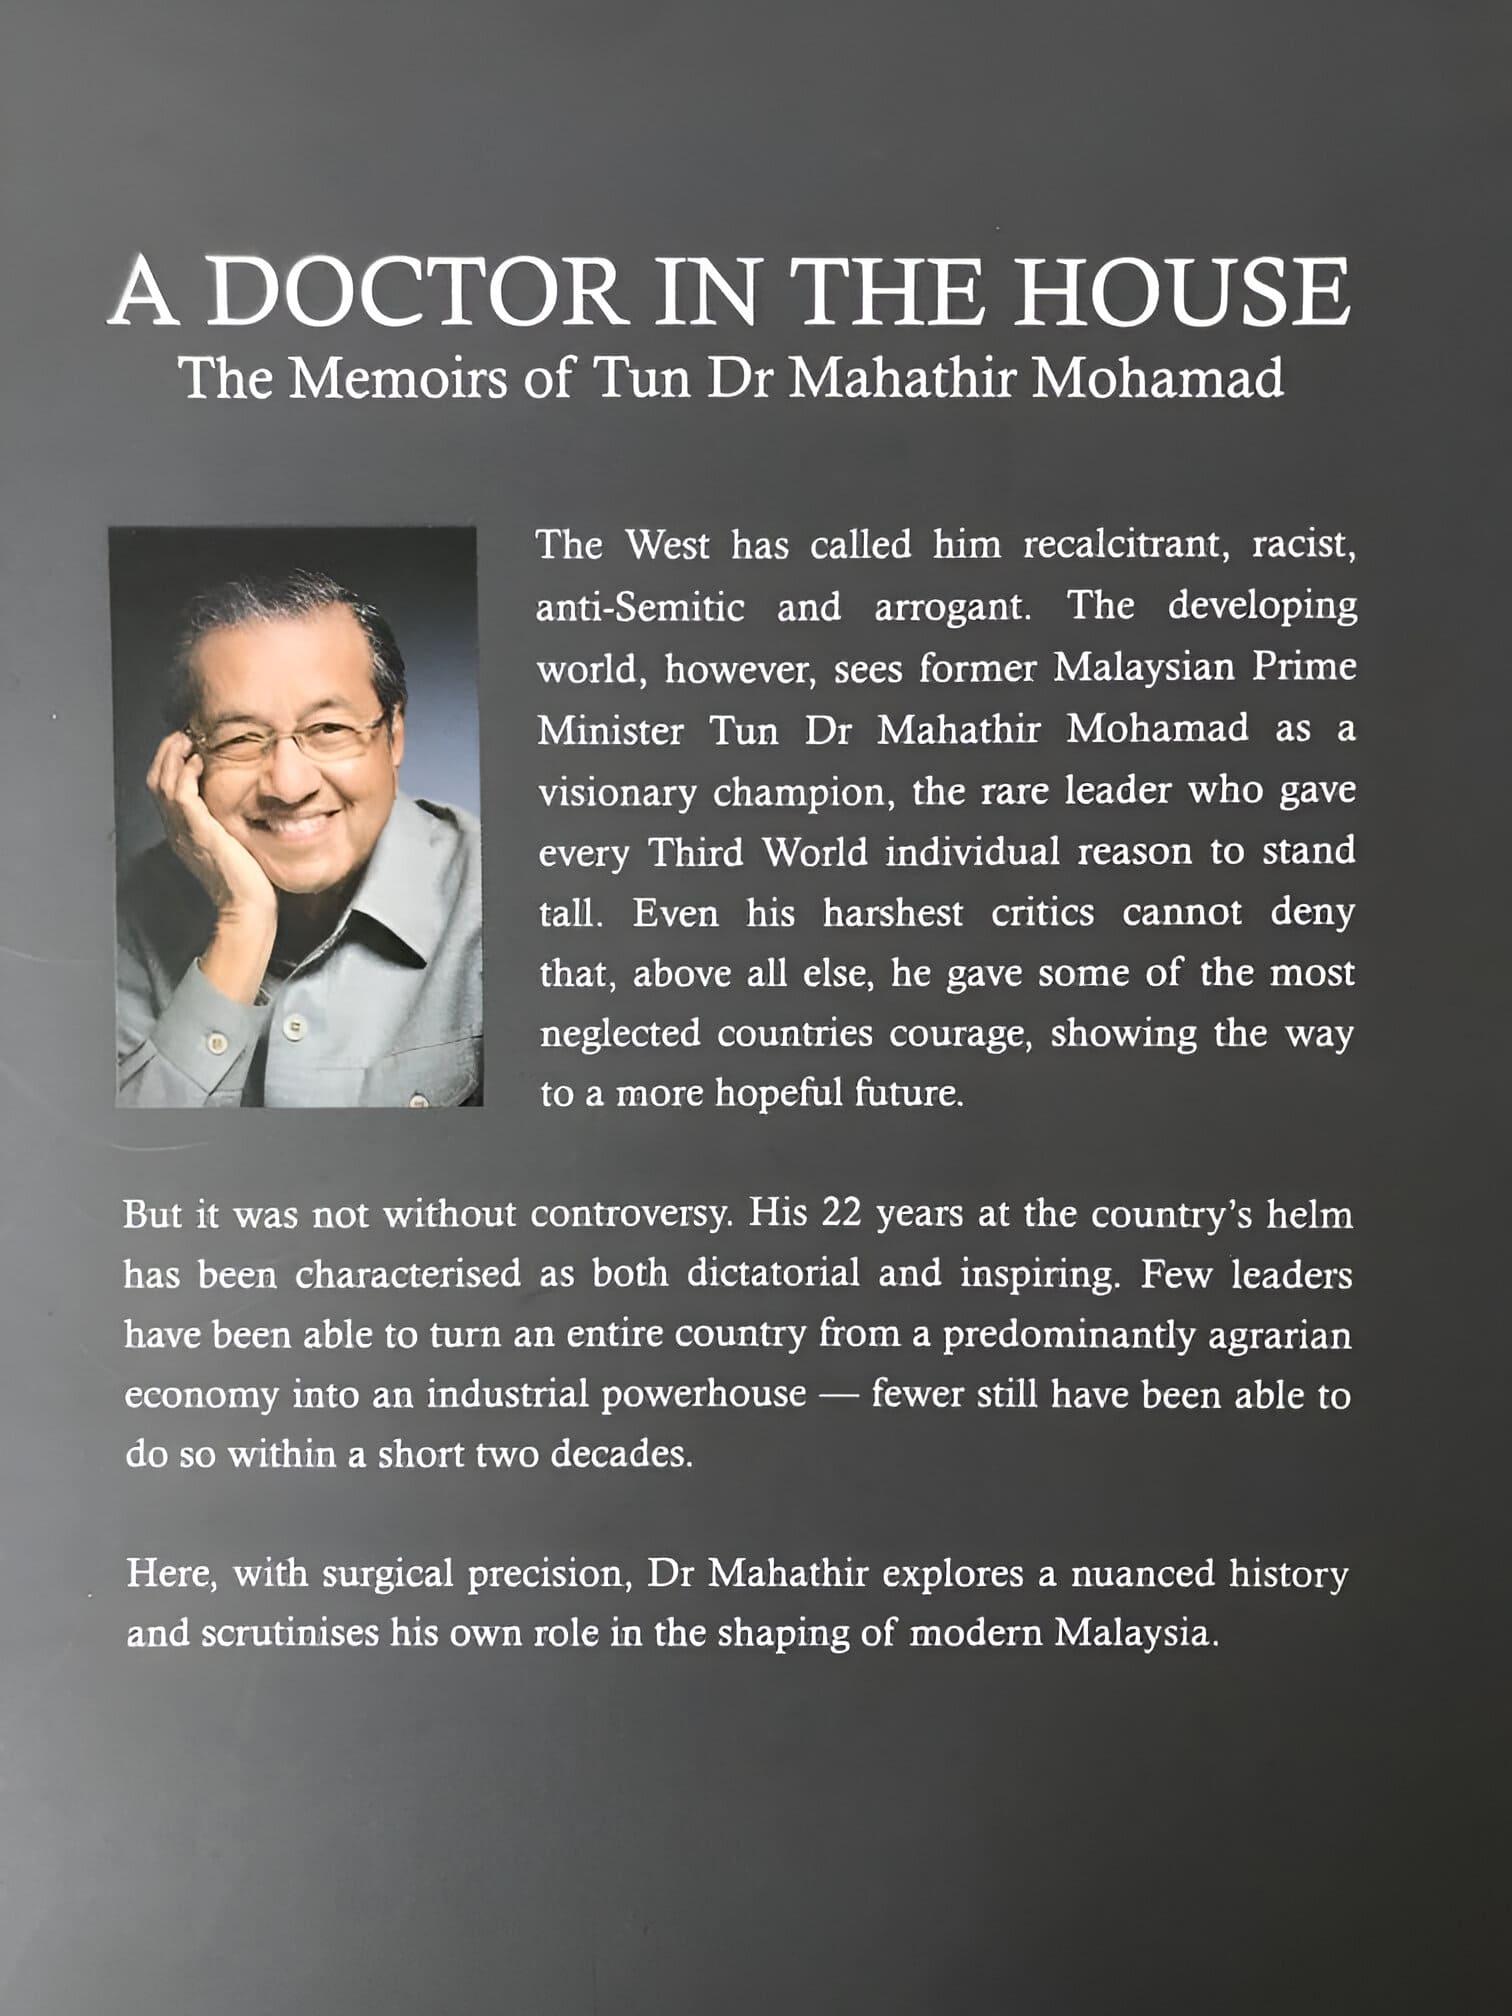 A DOCTOR IN THE HOUSE
The Memoirs of Tun Dr Mahathir Mohamad
The West has called him recalcitrant, racist,
anti-Semitic and arrogant. The developing
world, however, sees former Malaysian Prime
Minister Tun Dr Mahathir Mohamad as a
visionary champion, the rare leader who gave
every Third World individual reason to stand
tall. Even his harshest critics cannot deny
that, above all else, he gave some of the most
neglected countries courage, showing the way
to a more hopeful future.
But it was not without controversy. His 22 years at the country’s helm
has been characterised as both dictatorial and inspiring. Few leaders
have been able to turn an entire country from a predominantly agrarian
economy into an industrial powerhouse — fewer still have been able to
do so within a short two decades.
Here, with surgical precision, Dr Mahathir explores a nuanced history
and scrutinises his own role in the shaping of modern Malaysia.